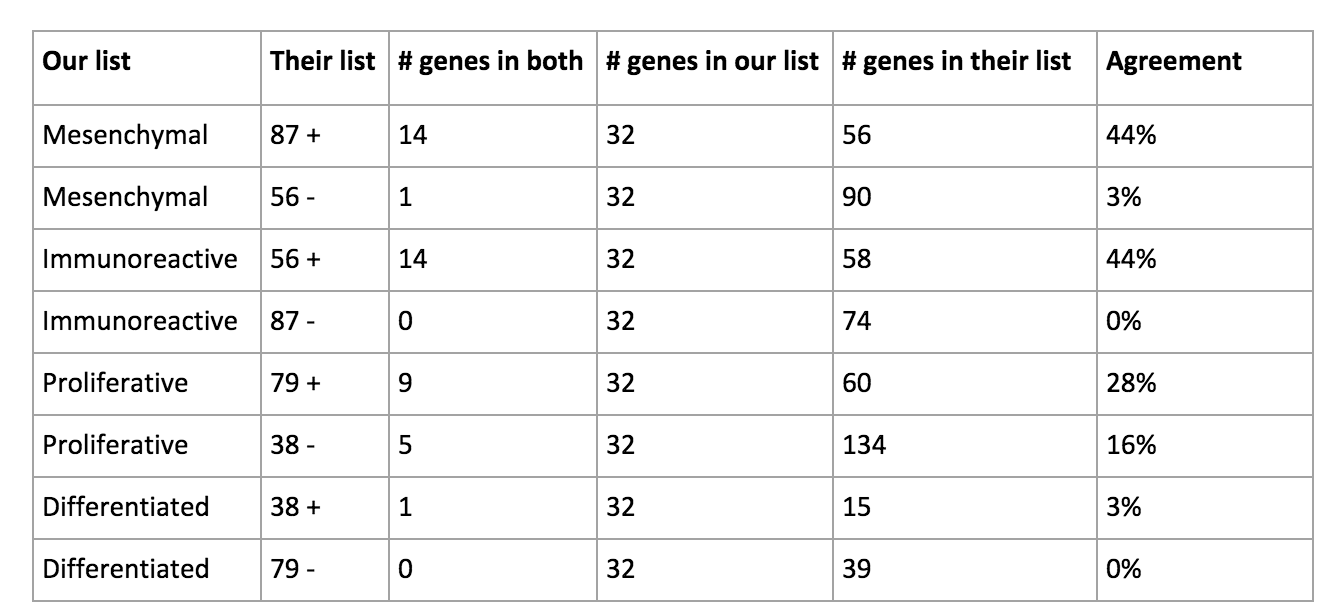 Our list Their list # genes in both # genes in our list # genes in their list Agreement
Mesenchymal 87 + 14 32 56 44%
Mesenchymal 56 - 1 32 90 3%
Immunoreactive 56 + 14 32 58 44%
Immunoreactive 87 - 0 32 74 0%
Proliferative 79 + 9 32 60 28%
Proliferative 38 - 5 32 134 16%
Differentiated 38 + 1 32 15 3%
Differentiated 79 - 0 32 39 0%